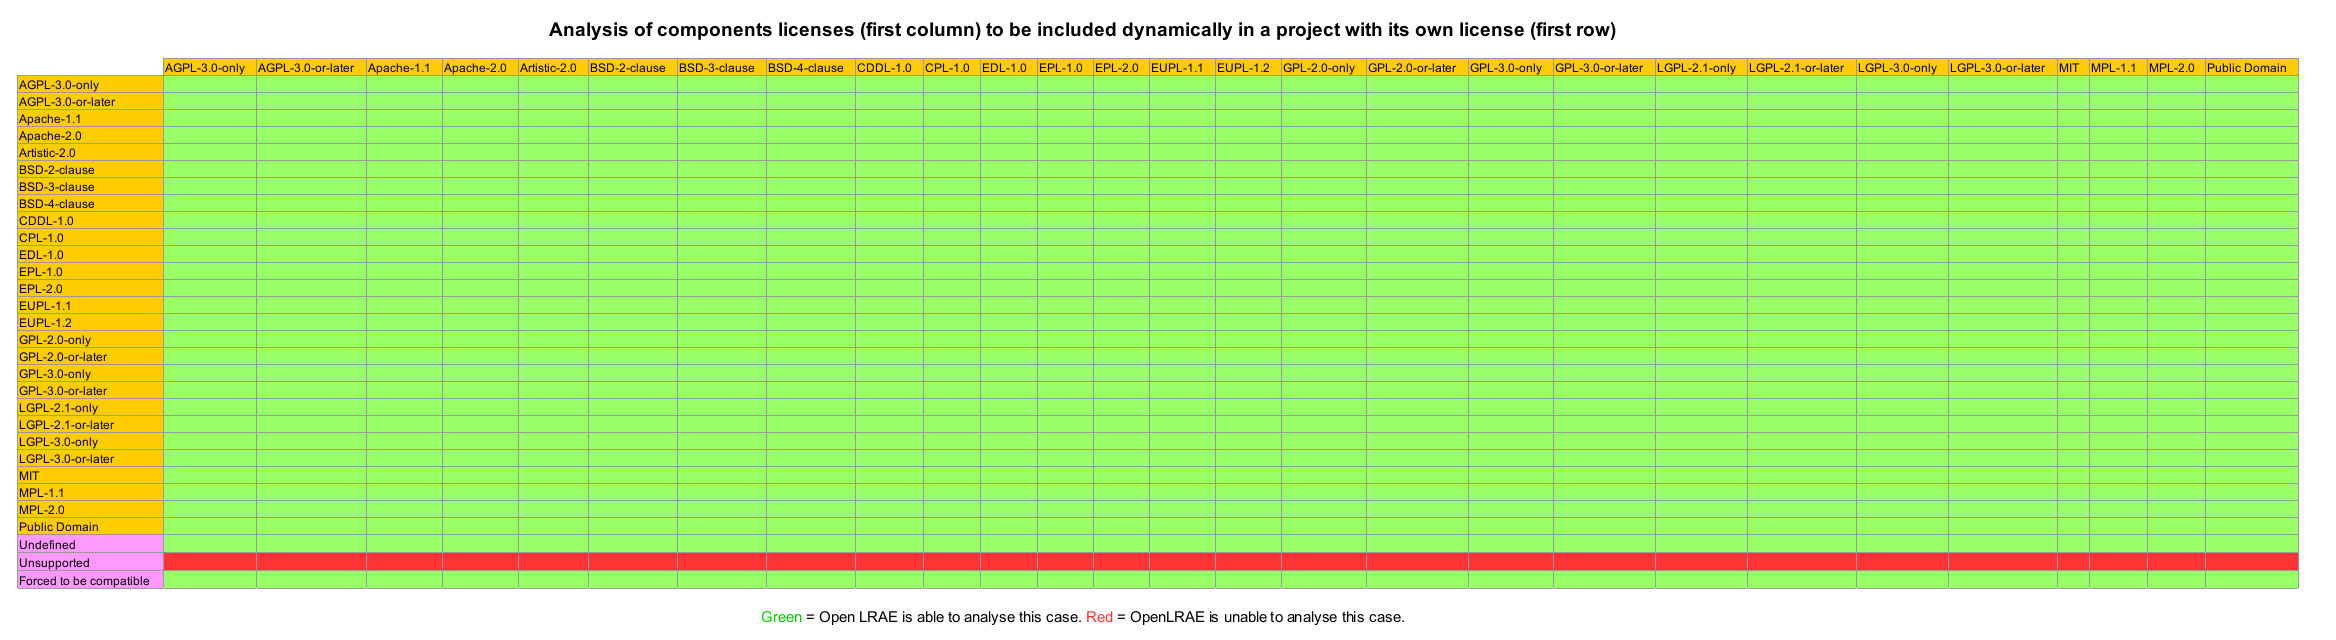 Analysis of components licenses (first column) to be included dynamically in a project with its own license (first row)
AGPL-3.0-only AGPL-3.0-or-later Apache-1.1 Apache-2.0 Artistic-2.0 BSD-2-clause BSD-3-clause BSD-4-clause CDDL-1.0 CPL-1.0 EDL-1.0 EPL-1.0 EPL-2.0 EUPL-1.1 EUPL-1.2 GPL-2.0-only GPL-2.0-or-later GPL-3.0-only GPL-3.0-or-later LGPL-2.1-only LGPL-2.1-or-later LGPL-3.0-only LGPL-3.0-or-later MIT MPL-1.1 MPL-2.0 Public Domain
AGPL-3.0-only
AGPL-3.0-or-later
Apache-1.1
Apache-2.0
Artistic-2.0
BSD-2-clause
BSD-3-clause
BSD-4-clause
CDDL-1.0
CPL-1.0
EDL-1.0
EPL-1.0
EPL-2.0
EUPL-1.1
EUPL-1.2
GPL-2.0-only
GPL-2.0-or-later
GPL-3.0-only
GPL-3.0-or-later
LGPL-2.1-only
LGPL-2.1-or-later
LGPL-3.0-only
LGPL-3.0-or-later
MIT
MPL-1.1
MPL-2.0
Public Domain
Undefined
Unsupported
Forced to be compatible
Green = Open LRAE is able to analyse this case. Red = OpenLRAE is unable to analyse this case.